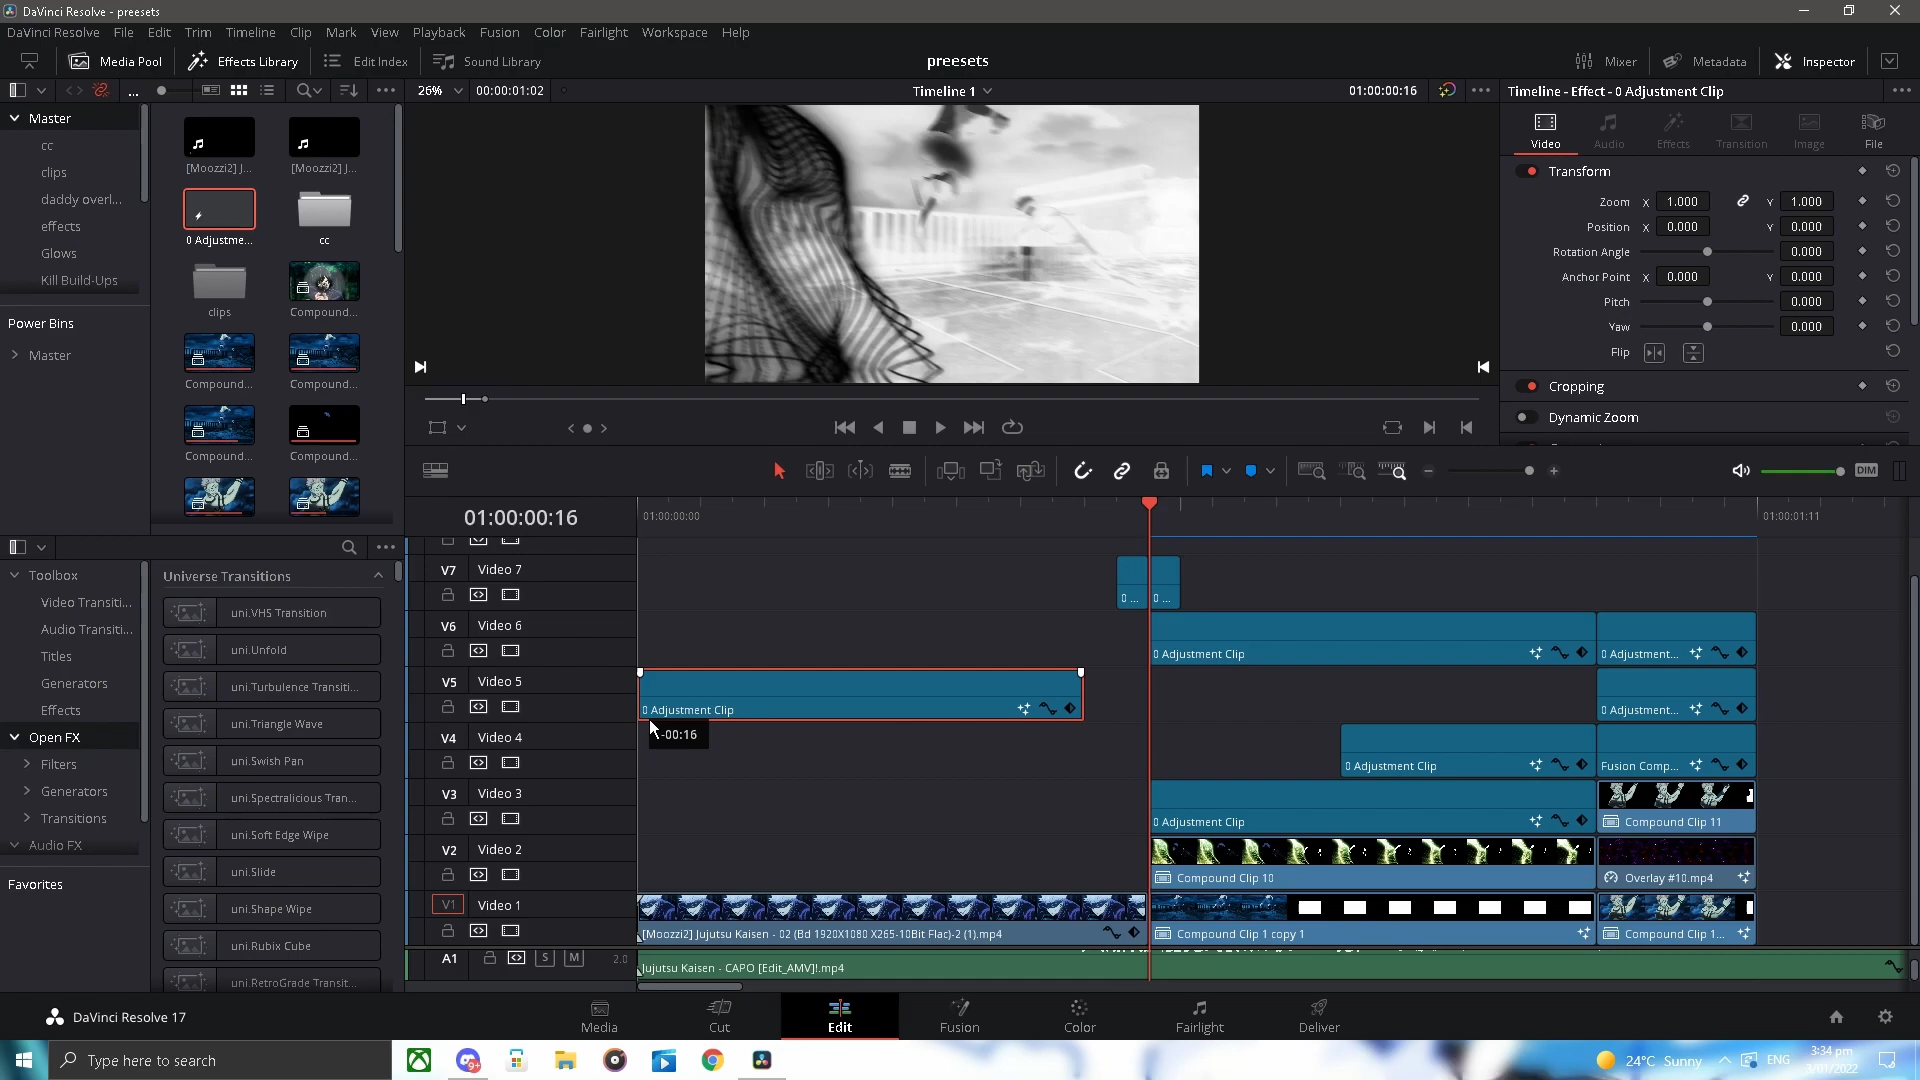 DaVinci Resolve - preesets
DaVinci Resolve File Edit Trim Timeline Clip Mark View Playback Fusion Color Fairlight Workspace Help
Media Pool Effects Library Edit Index Sound Library preesets Mixer Metadata Inspector
... 26% 00:00:01:02 Timeline 1 01:00:00:16 Timeline - Effect - 0 Adjustment Clip
Master
cc
clips
daddy overl...
effects
Glows
Kill Build-Ups
Power Bins
Master
[Moozzi2] J... [Moozzi2] J...
0 Adjustme... cc
clips Compound...
Compound... Compound...
Compound... Compound...
Video Audio Effects Transition Image File
Transform
Zoom X 1.000 Y 1.000
Position X 0.000 Y 0.000
Rotation Angle 0.000
Anchor Point X 0.000 Y 0.000
Pitch 0.000
Yaw 0.000
Flip
Cropping
Dynamic Zoom
DIM
Toolbox
Video Transiti...
Audio Transiti...
Titles
Generators
Effects
Open FX
Filters
Generators
Transitions
Audio FX
Favorites
Universe Transitions
uni.VHS Transition
uni.Unfold
uni.Turbulence Transiti...
uni.Triangle Wave
uni.Swish Pan
uni.Spectralicious Tran...
uni.Soft Edge Wipe
uni.Slide
uni.Shape Wipe
uni.Rubix Cube
uni.RetroGrade Transit...
01:00:00:16 01:00:00:00 01:00:01:11
V7 Video 7
0 ... 0 ...
V6 Video 6
0 Adjustment Clip 0 Adjustment...
V5 Video 5
0 Adjustment Clip 0 Adjustment...
-00:16
V4 Video 4
0 Adjustment Clip Fusion Comp...
V3 Video 3
0 Adjustment Clip Compound Clip 11
V2 Video 2
Compound Clip 10 Overlay #10.mp4
V1 Video 1
[Moozzi2] Jujutsu Kaisen - 02 (Bd 1920X1080 X265-10Bit Flac)-2 (1).mp4 Compound Clip 1 copy 1 Compound Clip 1...
A1 S M 2.0
Jujutsu Kaisen - CAPO [Edit_AMV]!.mp4
DaVinci Resolve 17
Media Cut Edit Fusion Color Fairlight Deliver
Type here to search
9+
24°C Sunny ENG
3:34 pm
3/07/2022